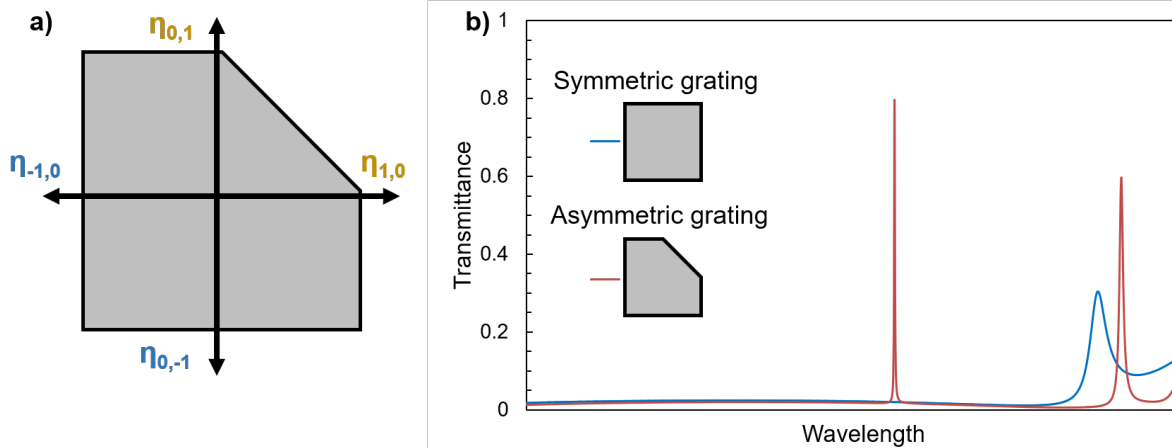 a)
η0,1
η-1,0
η1,0
η0,-1
b)
Transmittance
1
0.8
0.6
0.4
0.2
0
Symmetric grating
Asymmetric grating
Wavelength